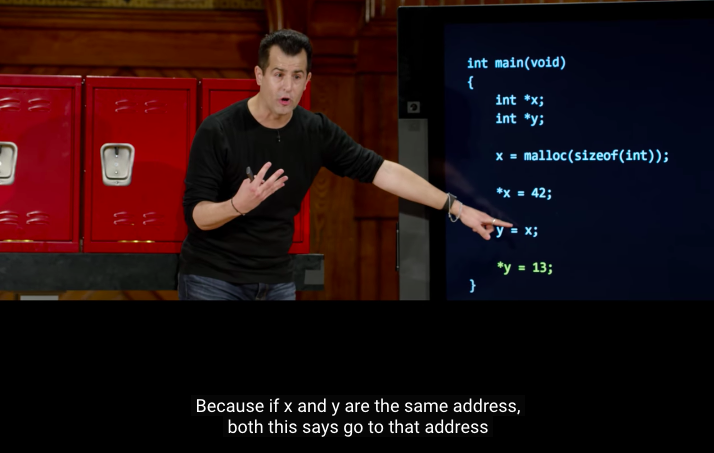 int main(void)
{
int *x;
int *y;
x = malloc(sizeof(int));
*x = 42;
y = x;
*y = 13;
}
Because if x and y are the same address,
both this says go to that address